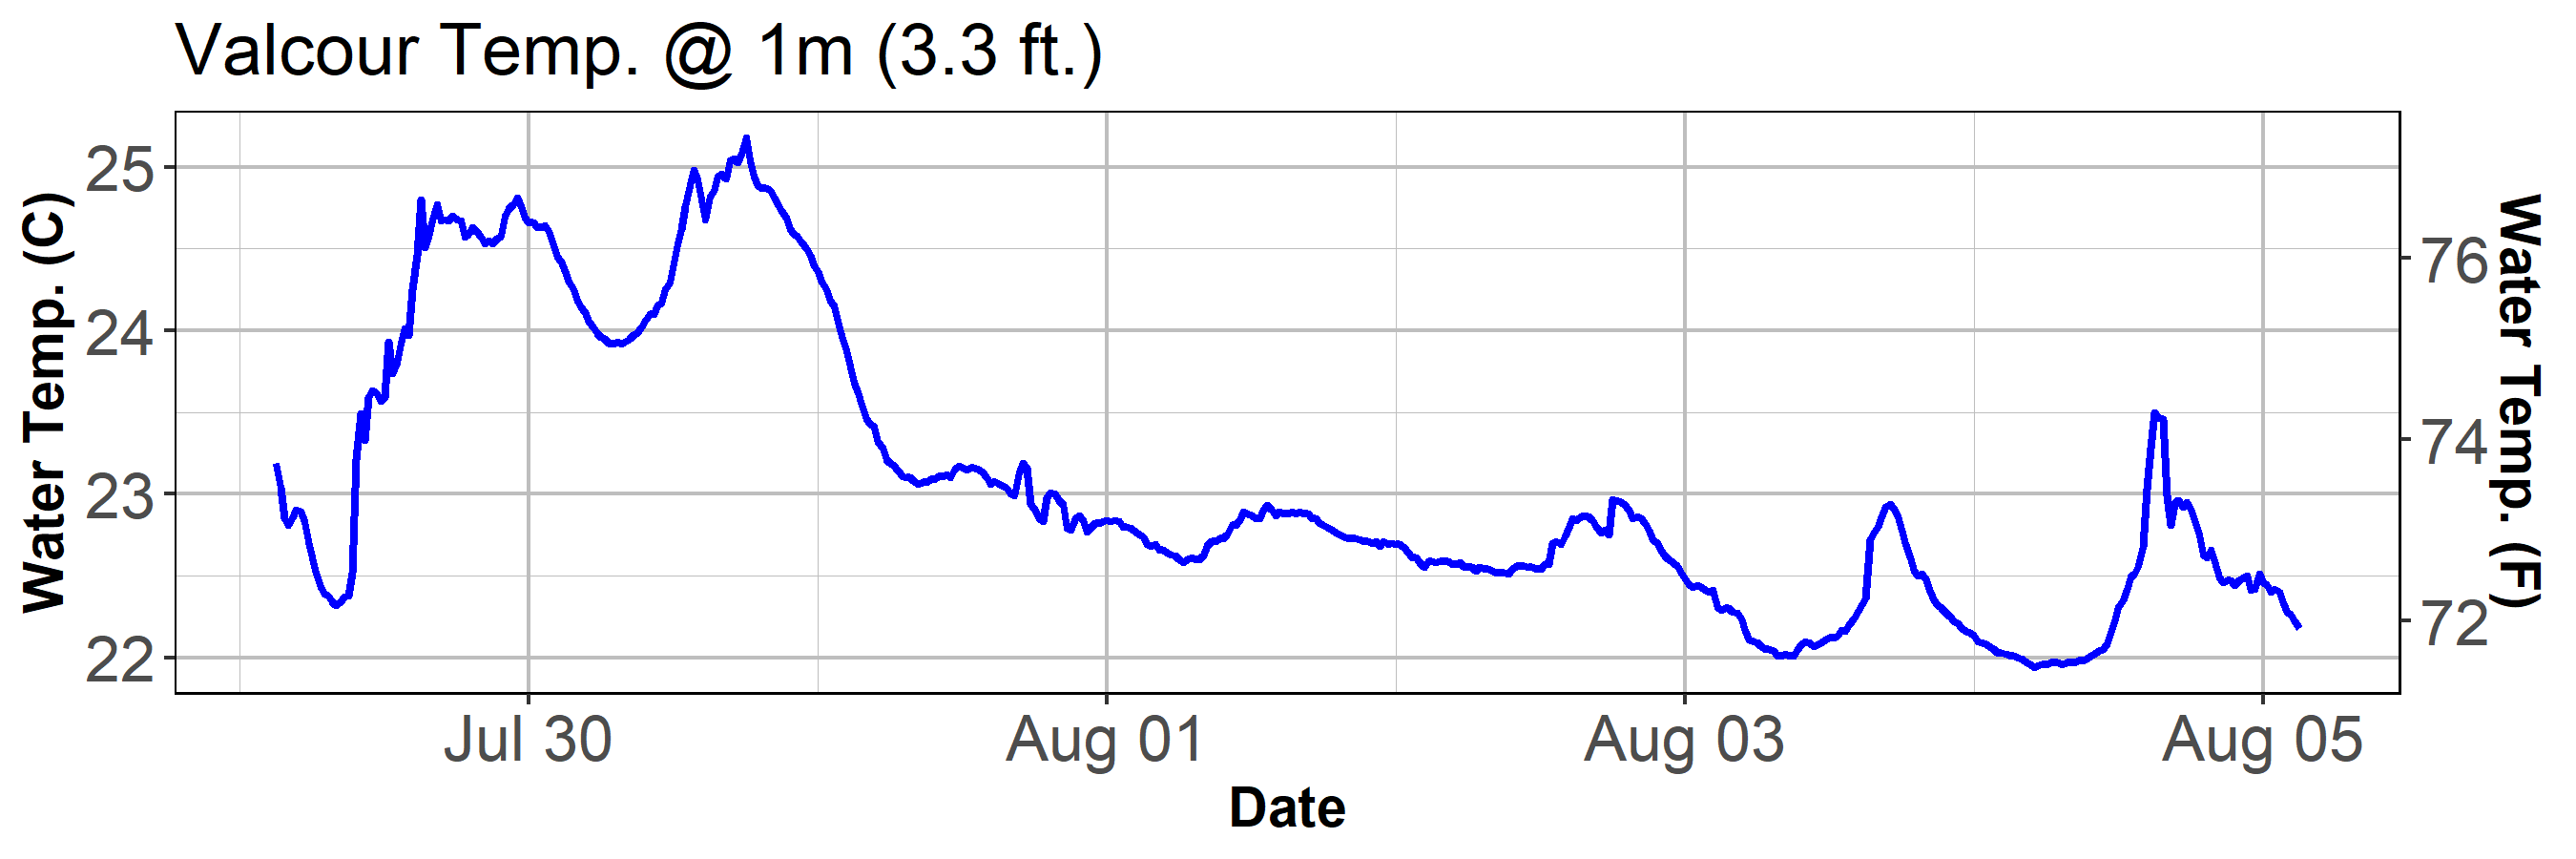 Valcour Temp. @ 1m (3.3 ft.)
Water Temp. (C)
25
24
23
22
76
74
72
Water Temp. (F)
Jul 30
Aug 01
Aug 03
Aug 05
Date